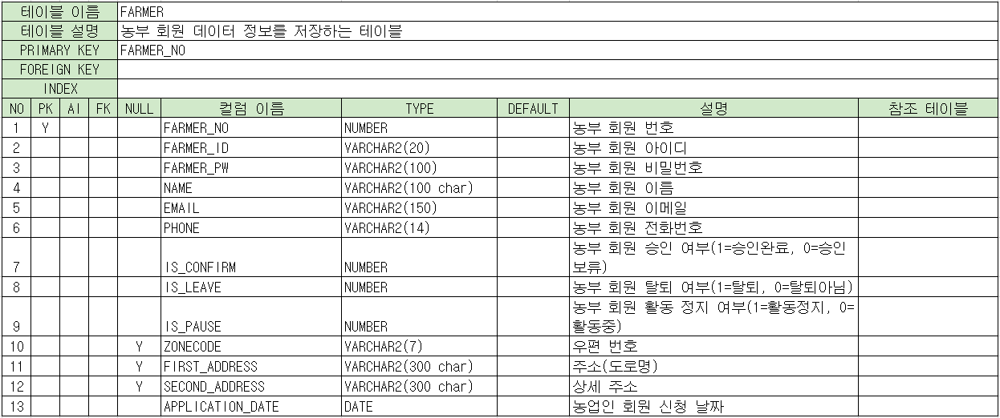 테이블 이름 FARMER
테이블 설명 농부 회원 데이터 정보를 저장하는 테이블
PRIMARY KEY FARMER_NO
FOREIGN KEY
INDEX
NO PK AI FK NULL 컬럼 이름 TYPE DEFAULT 설명 참조 테이블
1 Y FARMER_NO NUMBER 농부 회원 번호
2 FARMER_ID VARCHAR2(20) 농부 회원 아이디
3 FARMER_PW VARCHAR2(100) 농부 회원 비밀번호
4 NAME VARCHAR2(100 char) 농부 회원 이름
5 EMAIL VARCHAR2(150) 농부 회원 이메일
6 PHONE VARCHAR2(14) 농부 회원 전화번호
농부 회원 승인 여부(1=승인완료, 0=승인
7 IS_CONFIRM NUMBER 보류)
8 IS_LEAVE NUMBER 농부 회원 탈퇴 여부(1=탈퇴, 0=탈퇴아님)
농부 회원 활동 정지 여부(1=활동정지, 0=
9 IS_PAUSE NUMBER 활동중)
10 Y ZONECODE VARCHAR2(7) 우편 번호
11 Y FIRST_ADDRESS VARCHAR2(300 char) 주소(도로명)
12 Y SECOND_ADDRESS VARCHAR2(300 char) 상세 주소
13 APPLICATION_DATE DATE 농업인 회원 신청 날짜